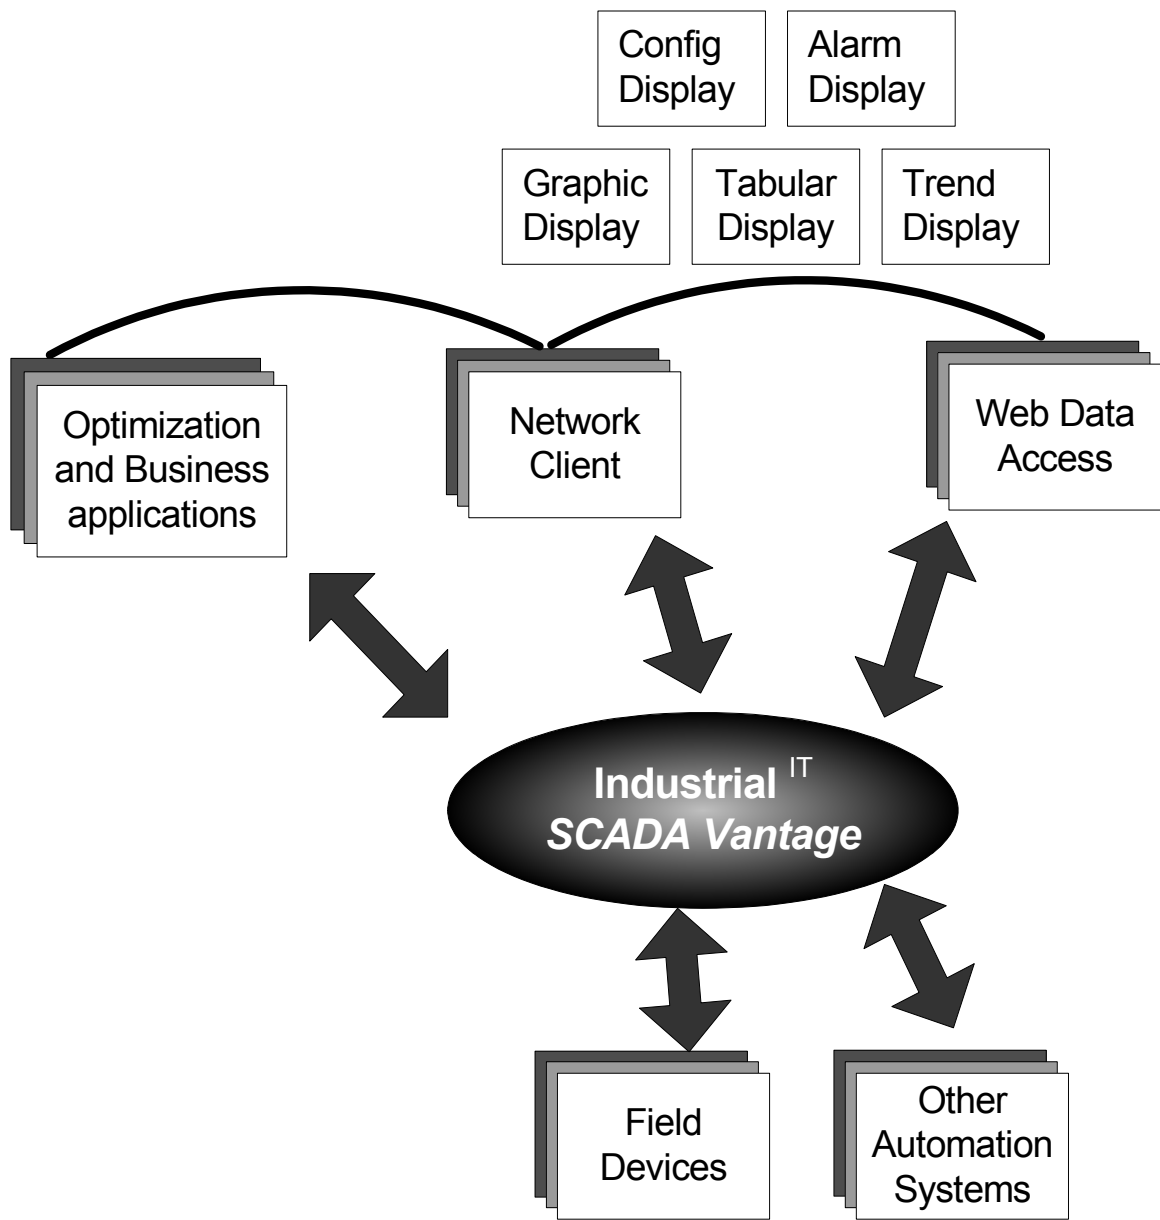 Config
Display
Alarm
Display
Graphic
Display
Tabular
Display
Trend
Display
Optimization
and Business
applications
Network
Client
Web Data
Access
Industrial IT
SCADA Vantage
Field
Devices
Other
Automation
Systems